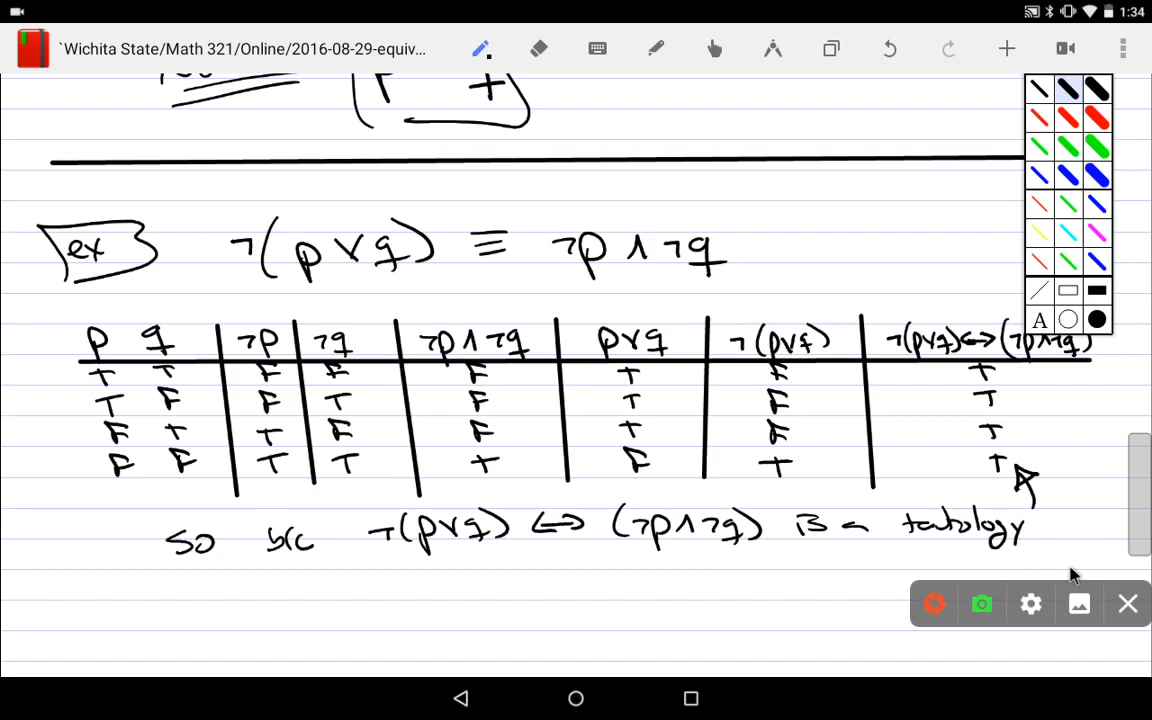 1:34
`Wichita State/Math 321/Online/2016-08-29-equiv...
ex ¬(p∨q) ≡ ¬p∧¬q
p q ¬p ¬q ¬p∧¬q p∨q ¬(p∨q) ¬(p∨q)↔(¬p∧¬q)
T T F F F T F T
T F F T F T F T
F T T F F T F T
F F T T T F T T
So b/c ¬(p∨q) ⇔ (¬p∧¬q) is a tautology
A